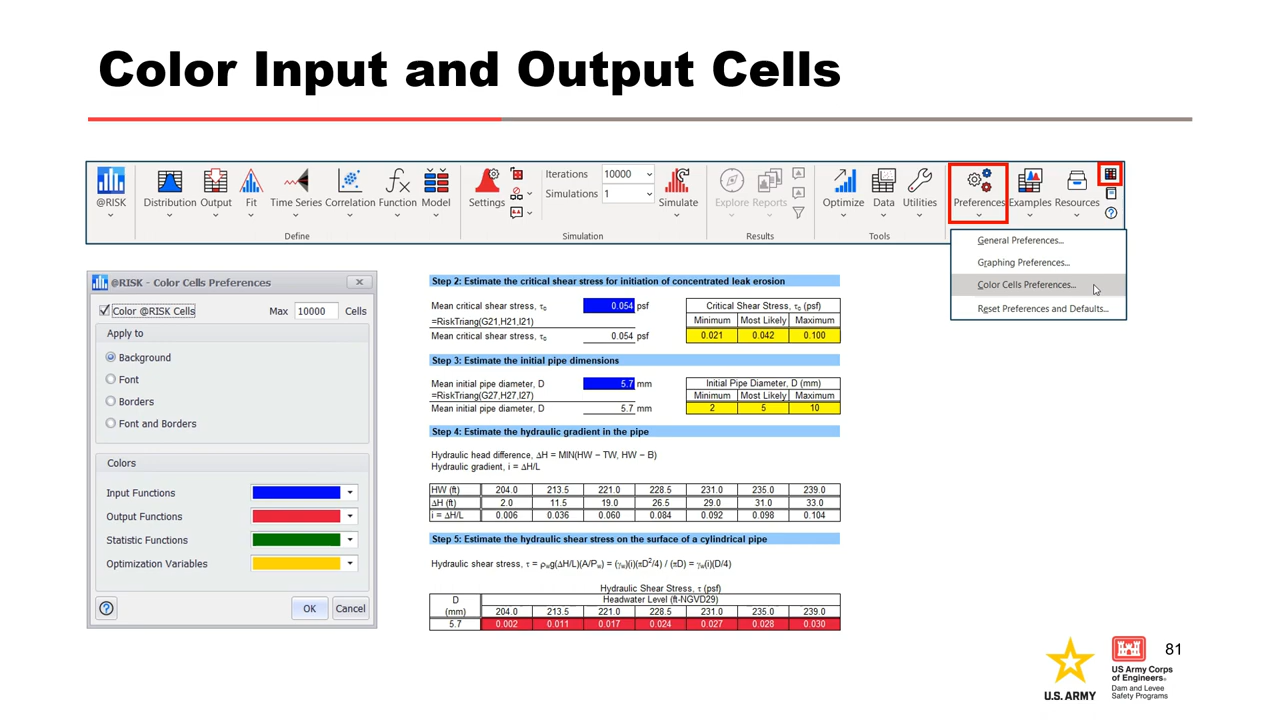 Color Input and Output Cells
@RISK Distribution Output Fit Time Series Correlation Function Model
Define
Settings Iterations 10000 Simulate
Simulations 1
Simulation
Explore Reports
Results
Optimize Data Utilities
Tools
Preferences Examples Resources
General Preferences...
Graphing Preferences...
Color Cells Preferences...
Reset Preferences and Defaults...
@RISK - Color Cells Preferences
Color @RISK Cells Max 10000 Cells
Apply to
Background
Font
Borders
Font and Borders
Colors
Input Functions
Output Functions
Statistic Functions
Optimization Variables
OK Cancel
Step 2: Estimate the critical shear stress for initiation of concentrated leak erosion
Mean critical shear stress, τc 0.054 psf
=RiskTriang(G21,H21,I21)
Mean critical shear stress, τc 0.054 psf
Critical Shear Stress, τc (psf)
Minimum Most Likely Maximum
0.021 0.042 0.100
Step 3: Estimate the initial pipe dimensions
Mean initial pipe diameter, D 5.7 mm
=RiskTriang(G27,H27,I27)
Mean initial pipe diameter, D 5.7 mm
Initial Pipe Diameter, D (mm)
Minimum Most Likely Maximum
2 5 10
Step 4: Estimate the hydraulic gradient in the pipe
Hydraulic head difference, ΔH = MIN(HW − TW, HW − B)
Hydraulic gradient, i = ΔH/L
HW (ft) 204.0 213.5 221.0 228.5 231.0 235.0 239.0
ΔH (ft) 2.0 11.5 19.0 26.5 29.0 31.0 33.0
i = ΔH/L 0.006 0.036 0.060 0.084 0.092 0.098 0.104
Step 5: Estimate the hydraulic shear stress on the surface of a cylindrical pipe
Hydraulic shear stress, τ = ρwg(ΔH/L)(A/Pw) = (γw)(i)(πD²/4) / (πD) = γw(i)(D/4)
Hydraulic Shear Stress, τ (psf)
D Headwater Level (ft-NGVD29)
(mm) 204.0 213.5 221.0 228.5 231.0 235.0 239.0
5.7 0.002 0.011 0.017 0.024 0.027 0.028 0.030
U.S. ARMY
US Army Corps
of Engineers®
Dam and Levee
Safety Programs
81